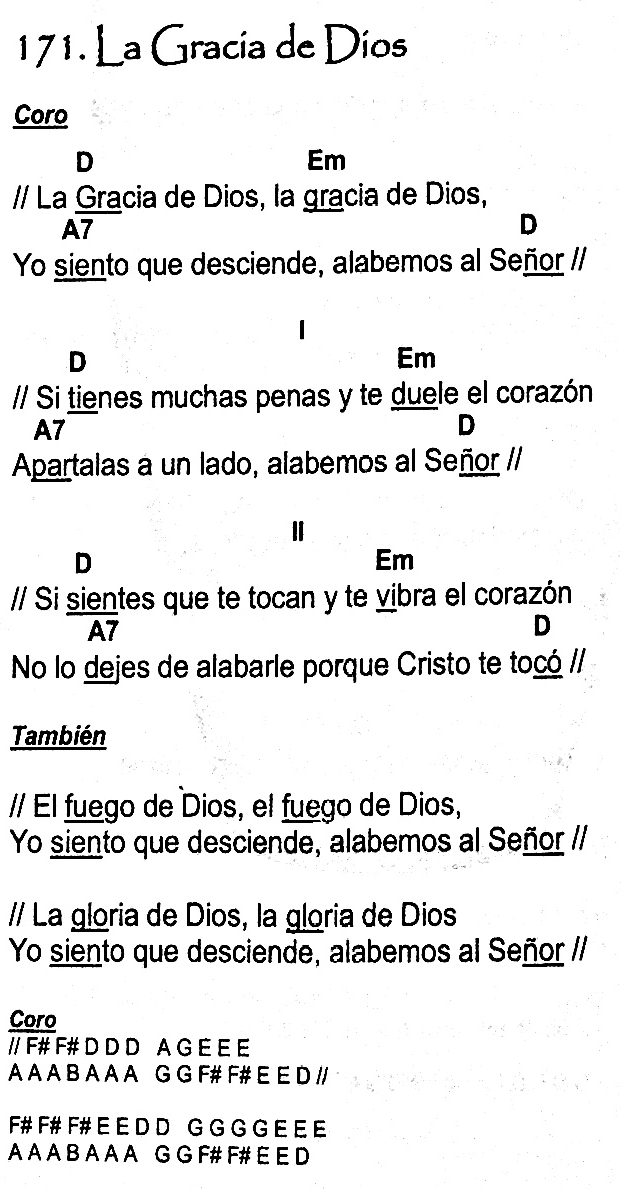 171. La Gracia de Dios
Coro
D Em
// La Gracia de Dios, la gracia de Dios,
A7 D
Yo siento que desciende, alabemos al Señor //
I
D Em
// Si tienes muchas penas y te duele el corazón
A7 D
Apartalas a un lado, alabemos al Señor //
II
D Em
// Si sientes que te tocan y te vibra el corazón
A7 D
No lo dejes de alabarle porque Cristo te tocó //
También
// El fuego de Dios, el fuego de Dios,
Yo siento que desciende, alabemos al Señor //
// La gloria de Dios, la gloria de Dios
Yo siento que desciende, alabemos al Señor //
Coro
// F# F# D D D A G E E E
A A A B A A A G G F# F# E E D //
F# F# F# E E D D G G G G E E E
A A A B A A A G G F# F# E E D